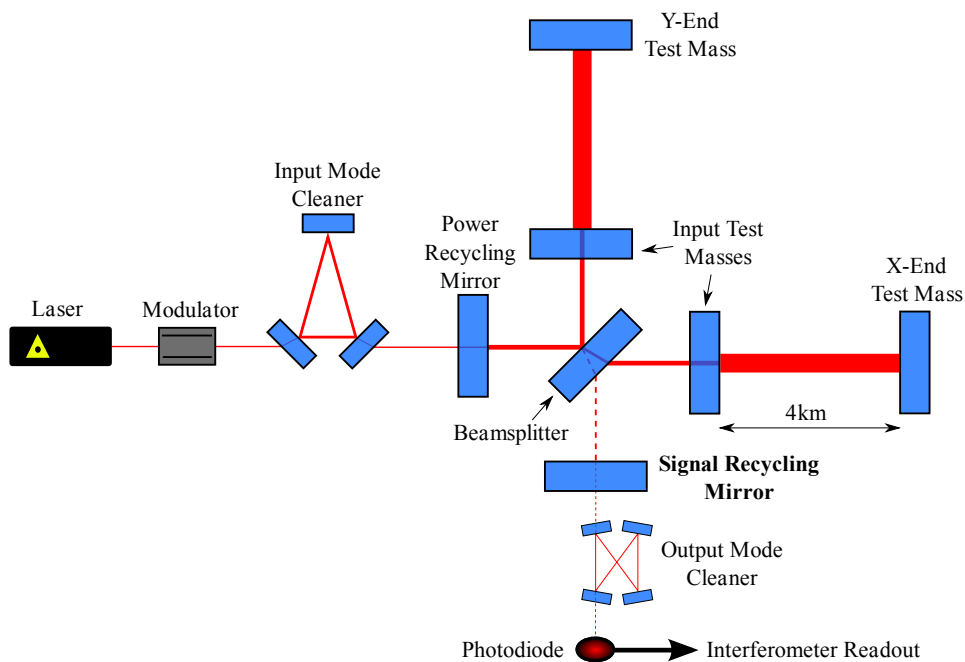 Y-End
Test Mass
Input Mode
Cleaner
Power
Recycling
Mirror
Input Test
Masses
X-End
Test Mass
Laser
Modulator
4km
Beamsplitter
Signal Recycling
Mirror
Output Mode
Cleaner
Photodiode
Interferometer Readout